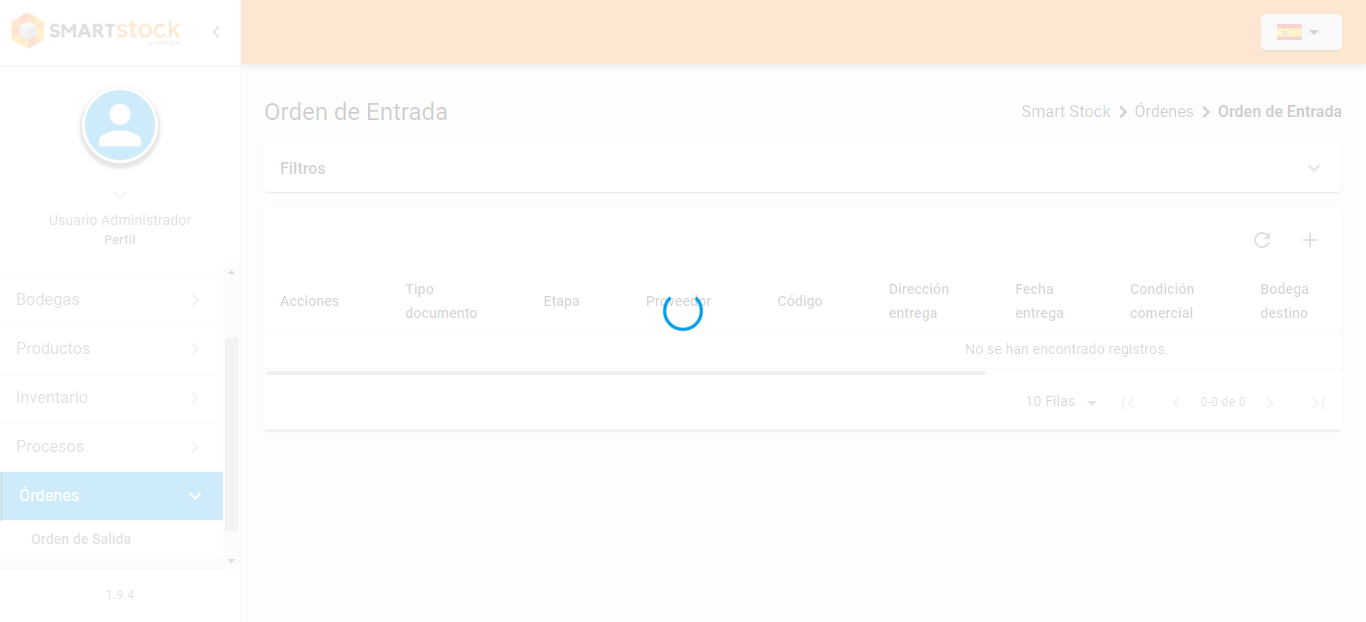 SMARTstock
Orden de Entrada
Smart Stock > Órdenes > Orden de Entrada
Filtros
Usuario Administrador
Perfil
Bodegas
Productos
Inventario
Procesos
Órdenes
Orden de Salida
1.9.4
Acciones
Tipo
documento
Etapa
Proveedor
Código
Dirección
entrega
Fecha
entrega
Condición
comercial
Bodega
destino
No se han encontrado registros.
10 Filas
0-0 de 0